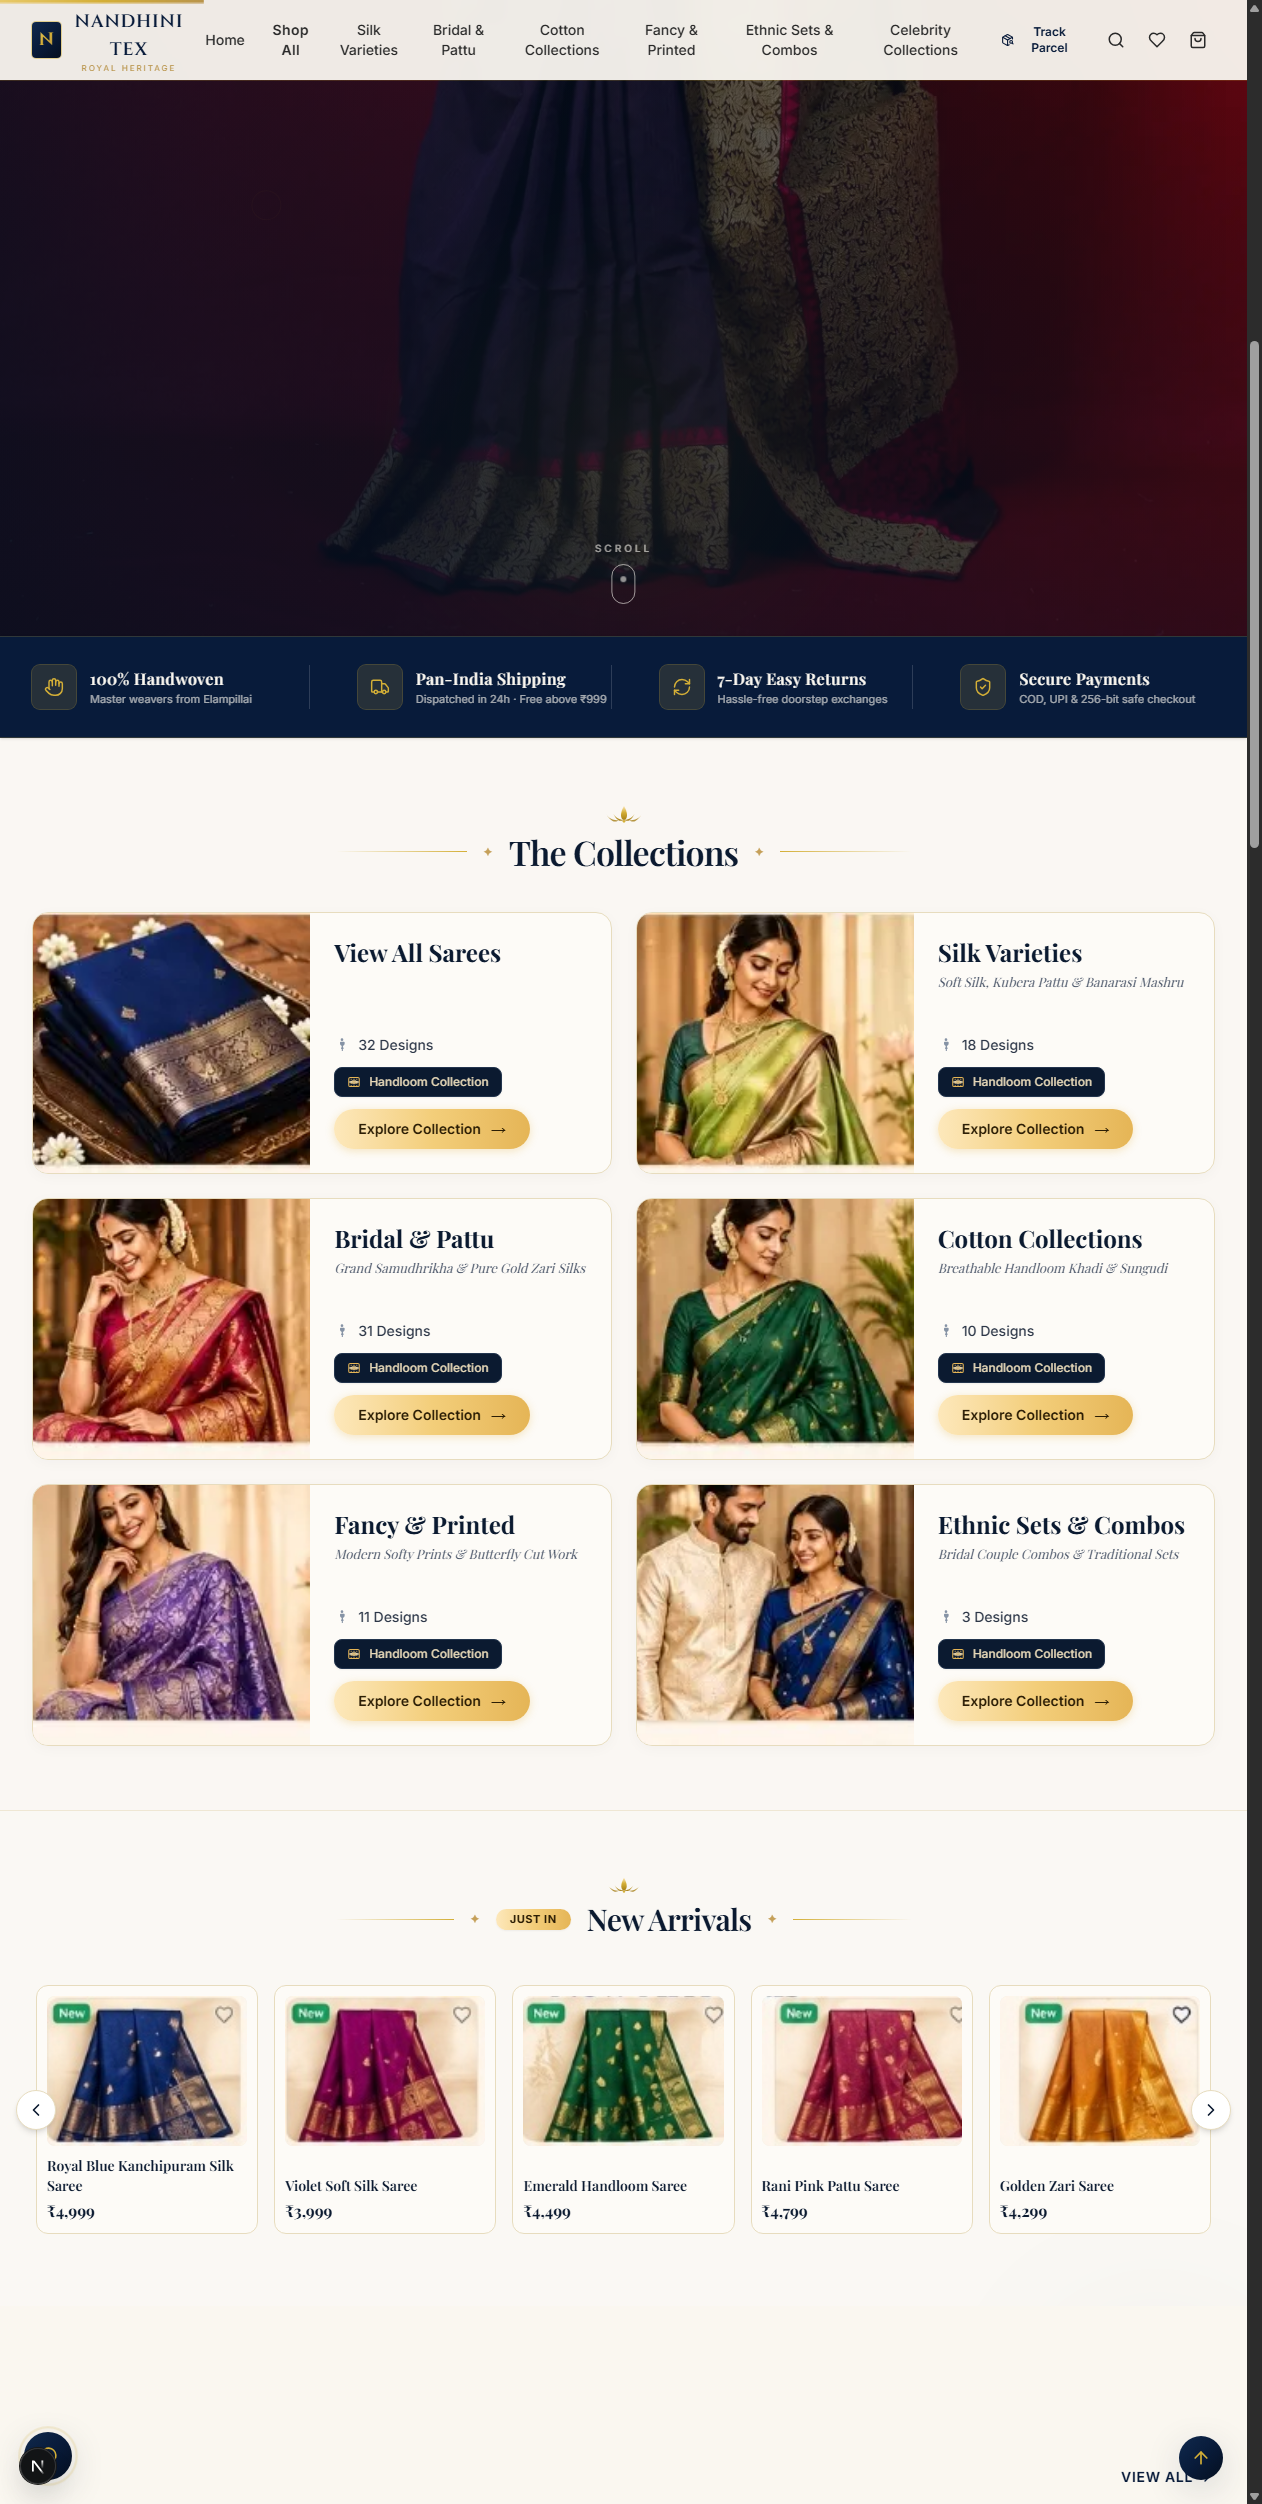 N
NANDHINI
TEX
ROYAL HERITAGE
Home
Shop
All
Silk
Varieties
Bridal &
Pattu
Cotton
Collections
Fancy &
Printed
Ethnic Sets &
Combos
Celebrity
Collections
Track
Parcel
SCROLL
100% Handwoven
Master weavers from Elampillai
Pan-India Shipping
Dispatched in 24h · Free above ₹999
7-Day Easy Returns
Hassle-free doorstep exchanges
Secure Payments
COD, UPI & 256-bit safe checkout
The Collections
View All Sarees
32 Designs
Handloom Collection
Explore Collection →
Silk Varieties
Soft Silk, Kubera Pattu & Banarasi Mashru
18 Designs
Handloom Collection
Explore Collection →
Bridal & Pattu
Grand Samudhrikha & Pure Gold Zari Silks
31 Designs
Handloom Collection
Explore Collection →
Cotton Collections
Breathable Handloom Khadi & Sungudi
10 Designs
Handloom Collection
Explore Collection →
Fancy & Printed
Modern Softy Prints & Butterfly Cut Work
11 Designs
Handloom Collection
Explore Collection →
Ethnic Sets & Combos
Bridal Couple Combos & Traditional Sets
3 Designs
Handloom Collection
Explore Collection →
JUST IN
New Arrivals
New
Royal Blue Kanchipuram Silk
Saree
₹4,999
New
Violet Soft Silk Saree
₹3,999
New
Emerald Handloom Saree
₹4,499
New
Rani Pink Pattu Saree
₹4,799
New
Golden Zari Saree
₹4,299
N
VIEW ALL